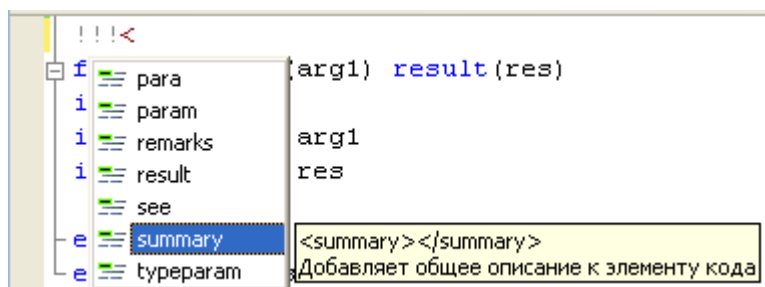 !!!<
f (arg1) result(res)
i
para
param
i arg1
remarks
i res
result
see
e summary
<summary></summary>
e typeparam
Добавляет общее описание к элементу кода